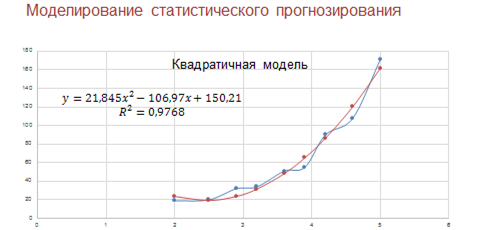 Моделирование статистического прогнозирования
180
Квадратичная модель
160
140
y = 21,845x² − 106,97x + 150,21
120
R² = 0,9768
100
80
60
40
20
0
0 1 2 3 4 5 6